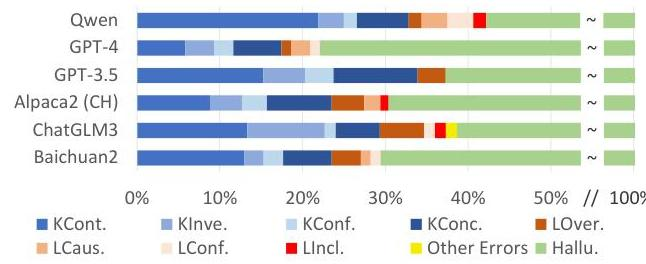 Qwen
~
GPT-4
~
GPT-3.5
~
Alpaca2 (CH)
~
ChatGLM3
~
Baichuan2
~
0% 10% 20% 30% 40% 50% // 100%
KCont. KInve. KConf. KConc. LOver.
LCaus. LConf. LIncl. Other Errors Hallu.